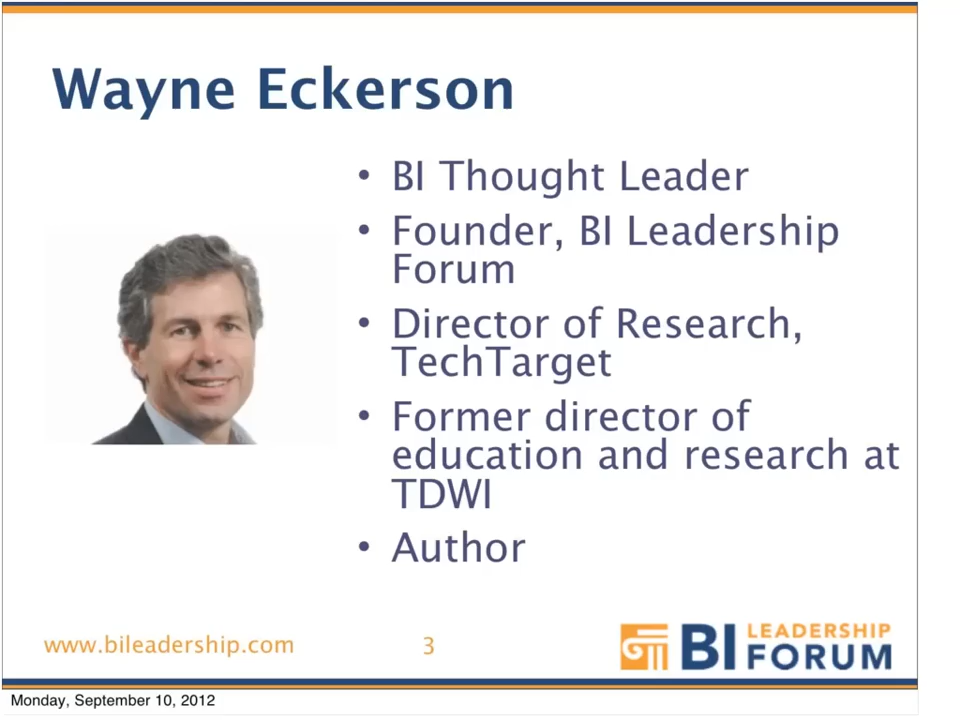 Wayne Eckerson
• BI Thought Leader
• Founder, BI Leadership
Forum
• Director of Research,
TechTarget
• Former director of
education and research at
TDWI
• Author
www.bileadership.com
3
BI LEADERSHIP
FORUM
Monday, September 10, 2012